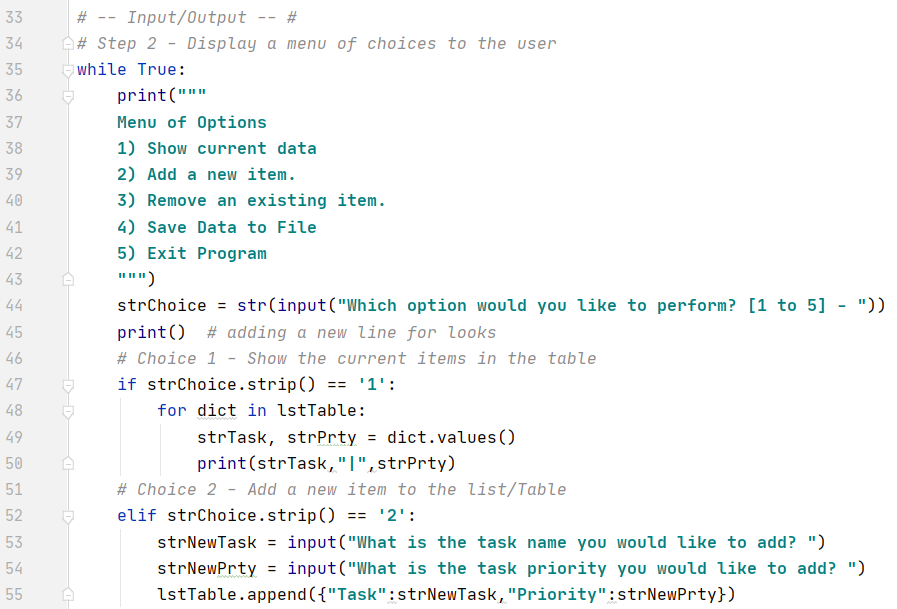 33 # -- Input/Output -- #
34 # Step 2 - Display a menu of choices to the user
35 while True:
36     print("""
37     Menu of Options
38     1) Show current data
39     2) Add a new item.
40     3) Remove an existing item.
41     4) Save Data to File
42     5) Exit Program
43     """)
44     strChoice = str(input("Which option would you like to perform? [1 to 5] - "))
45     print()  # adding a new line for looks
46     # Choice 1 - Show the current items in the table
47     if strChoice.strip() == '1':
48         for dict in lstTable:
49             strTask, strPrty = dict.values()
50             print(strTask,"|",strPrty)
51     # Choice 2 - Add a new item to the list/Table
52     elif strChoice.strip() == '2':
53         strNewTask = input("What is the task name you would like to add? ")
54         strNewPrty = input("What is the task priority you would like to add? ")
55         lstTable.append({"Task":strNewTask,"Priority":strNewPrty})